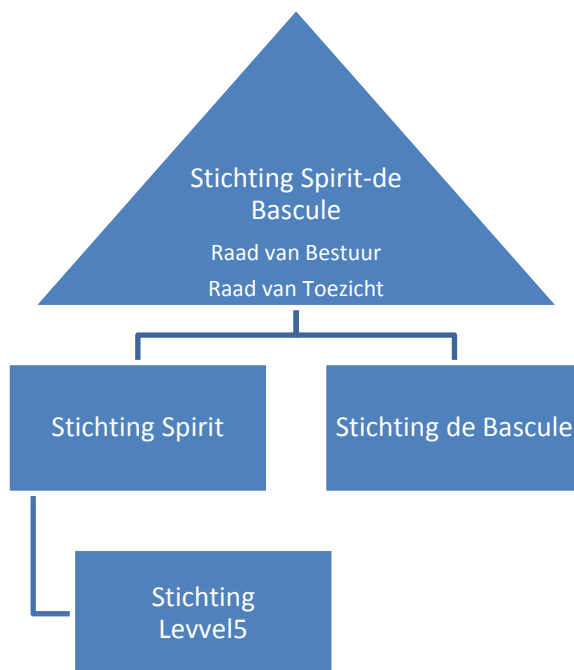 Stichting Spirit-de
Bascule
Raad van Bestuur
Raad van Toezicht
Stichting Spirit
Stichting de Bascule
Stichting
Levvel5